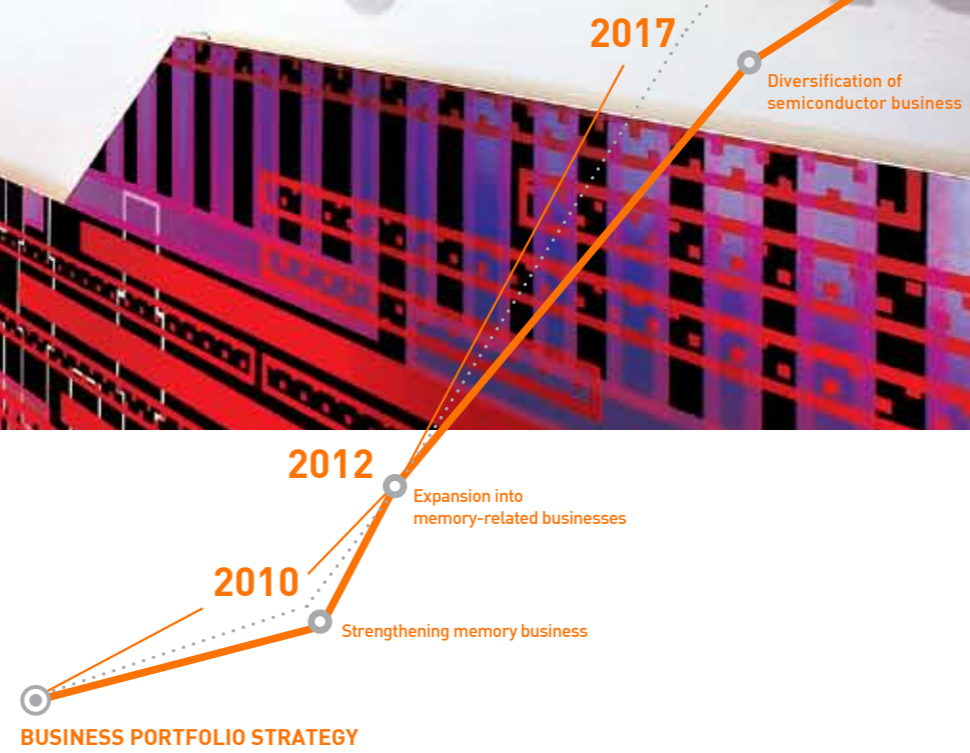 2017
Diversification of
semiconductor business
2012
Expansion into
memory-related businesses
2010
Strengthening memory business
BUSINESS PORTFOLIO STRATEGY